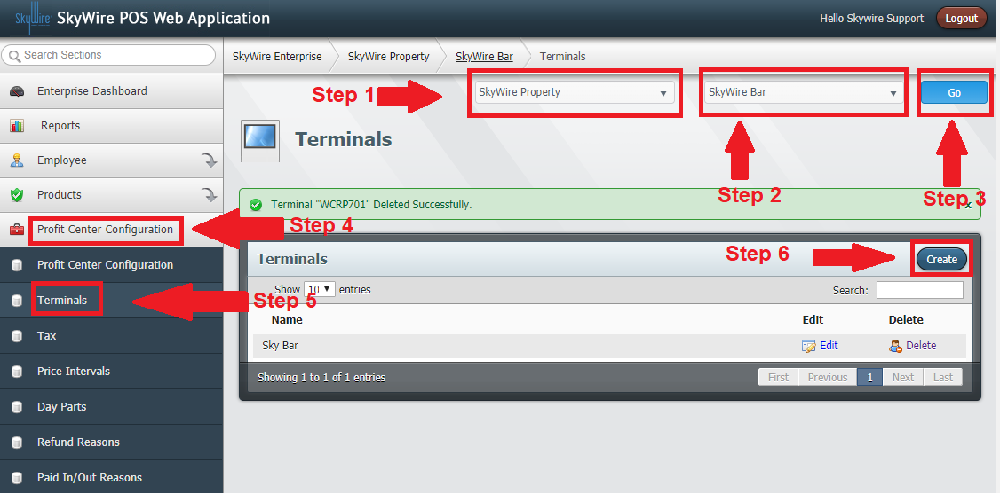 SkyWire SkyWire POS Web Application
Hello Skywire Support Logout
Search Sections
SkyWire Enterprise SkyWire Property SkyWire Bar Terminals
Step 1 SkyWire Property SkyWire Bar Go
Enterprise Dashboard
Reports
Employee
Products
Profit Center Configuration
Profit Center Configuration
Terminals
Tax
Price Intervals
Day Parts
Refund Reasons
Paid In/Out Reasons
Terminals
Step 2
Step 3
Terminal "WCRP701" Deleted Successfully. x
Step 4
Step 5
Step 6
Terminals Create
Show 10 entries Search:
Name Edit Delete
Sky Bar Edit Delete
Showing 1 to 1 of 1 entries First Previous 1 Next Last